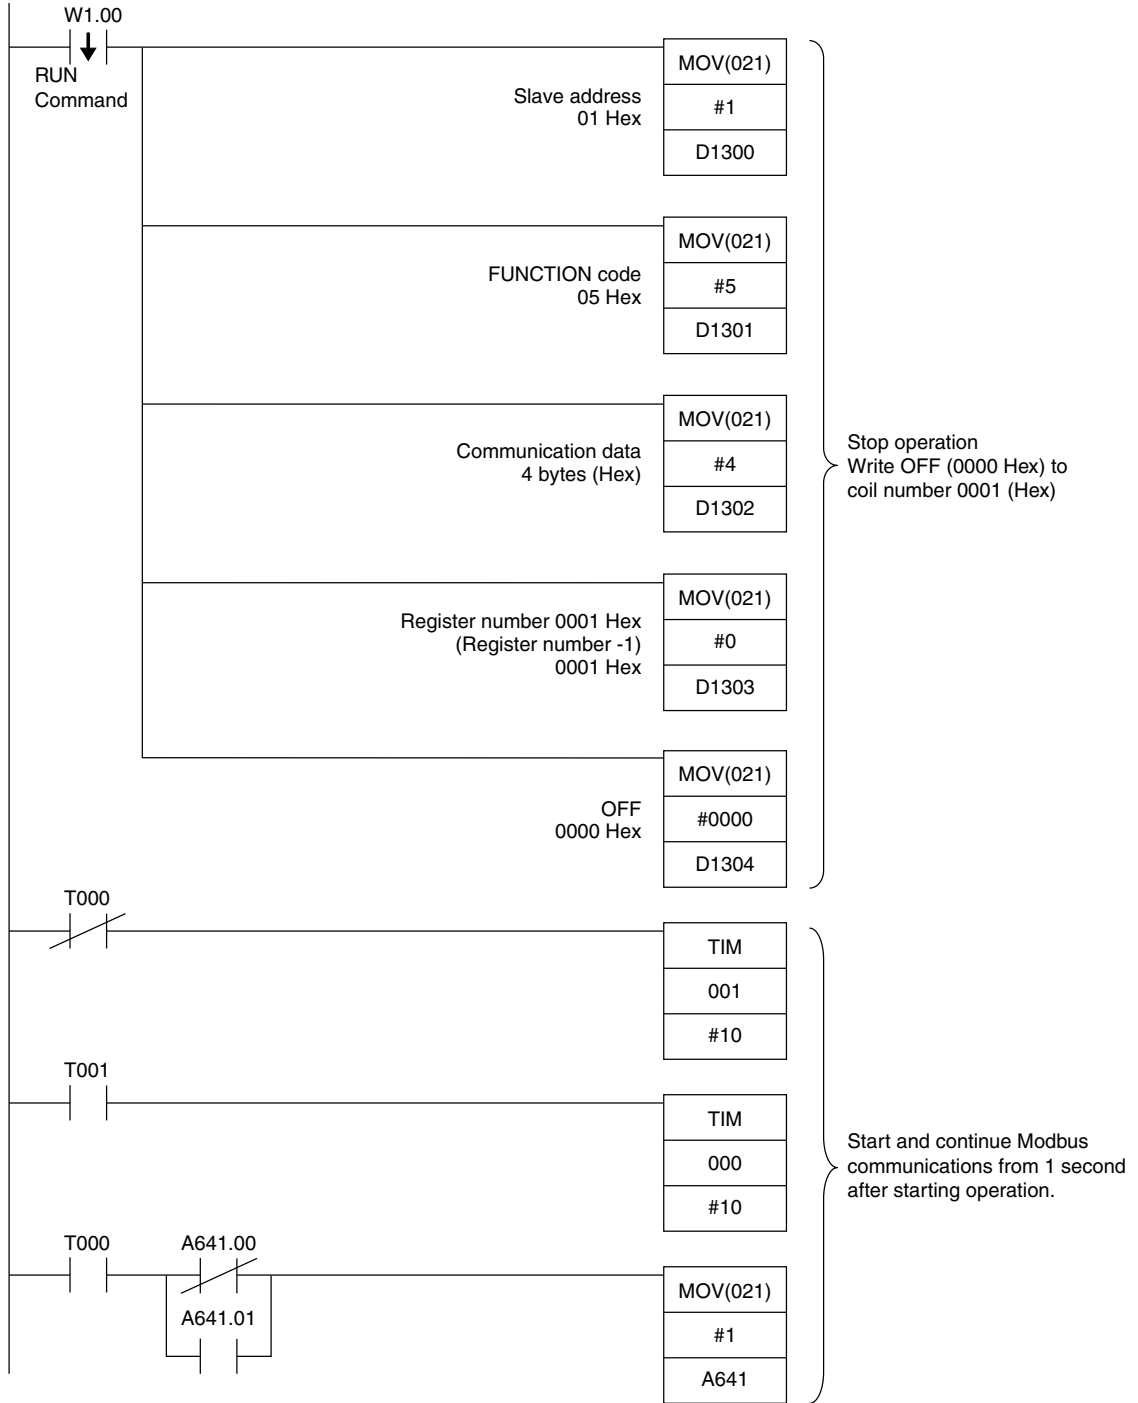 W1.00
RUN
Command
MOV(021)
Slave address
01 Hex
#1
D1300
MOV(021)
FUNCTION code
05 Hex
#5
D1301
MOV(021)
Communication data
4 bytes (Hex)
#4
D1302
Stop operation
Write OFF (0000 Hex) to
coil number 0001 (Hex)
MOV(021)
Register number 0001 Hex
(Register number -1)
0001 Hex
#0
D1303
MOV(021)
OFF
0000 Hex
#0000
D1304
T000
TIM
001
#10
T001
TIM
000
#10
Start and continue Modbus
communications from 1 second
after starting operation.
T000
A641.00
A641.01
MOV(021)
#1
A641